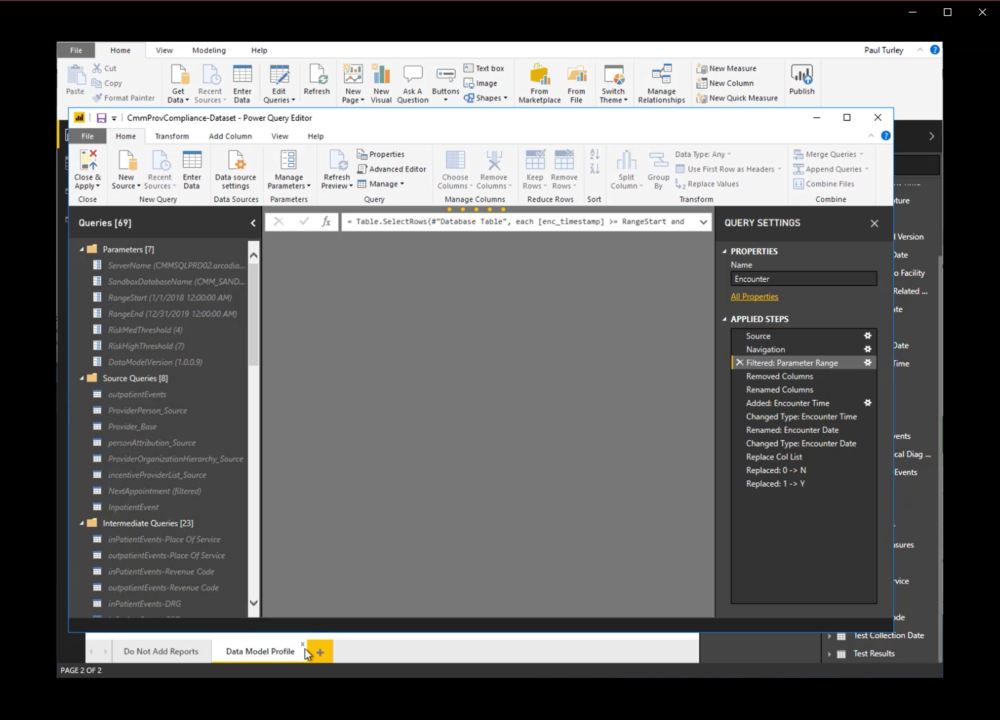 File Home View Modeling Help Paul Turley
Paste
Cut
Copy
Format Painter
Get Data
Recent Sources
Enter Data
Edit Queries
Refresh
New Page
New Visual
Ask A Question
Buttons
Text box
Image
Shapes
From Marketplace
From File
Switch Theme
Manage Relationships
New Measure
New Column
New Quick Measure
Publish
CmmProvCompliance-Dataset - Power Query Editor
File Home Transform Add Column View Help
Close & Apply
New Source
Recent Sources
Enter Data
Data source settings
Manage Parameters
Refresh Preview
Properties
Advanced Editor
Manage
Choose Columns
Remove Columns
Keep Rows
Remove Rows
Split Column
Group By
Data Type: Any
Use First Row as Headers
Replace Values
Merge Queries
Append Queries
Combine Files
Close New Query Data Sources Parameters Query Manage Columns Reduce Rows Sort Transform Combine
Queries [69]
= Table.SelectRows(#"Database Table", each [enc_timestamp] >= RangeStart and
Parameters [7]
ServerName (CMMSQLPRD02.arcadia...
SandboxDatabaseName (CMM_SAND...
RangeStart (1/1/2018 12:00:00 AM)
RangeEnd (12/31/2019 12:00:00 AM)
RiskMedThreshold (4)
RiskHighThreshold (7)
DataModelVersion (1.0.0.9)
Source Queries [8]
outpatientEvents
ProviderPerson_Source
Provider_Base
personAttribution_Source
ProviderOrganizationHierarchy_Source
incentiveProviderList_Source
NextAppointment (filtered)
InpatientEvent
Intermediate Queries [23]
inPatientEvents-Place Of Service
outpatientEvents-Place Of Service
inPatientEvents-Revenue Code
outpatientEvents-Revenue Code
inPatientEvents-DRG
QUERY SETTINGS
PROPERTIES
Name
Encounter
All Properties
APPLIED STEPS
Source
Navigation
Filtered: Parameter Range
Removed Columns
Renamed Columns
Added: Encounter Time
Changed Type: Encounter Time
Renamed: Encounter Date
Changed Type: Encounter Date
Replace Col List
Replaced: 0 -> N
Replaced: 1 -> Y
Version
Facility
Related ...
Diag ...
Events
Test Collection Date
Test Results
Do Not Add Reports
Data Model Profile x
PAGE 2 OF 2